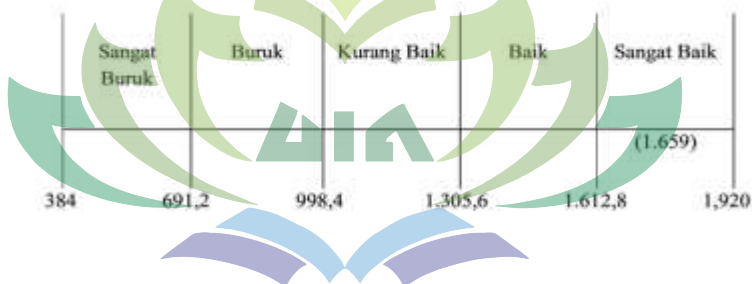 Sangat Buruk Kurang Baik Baik Sangat Baik
Buruk
(1.659)
384 691,2 998,4 1.305,6 1.612,8 1,920